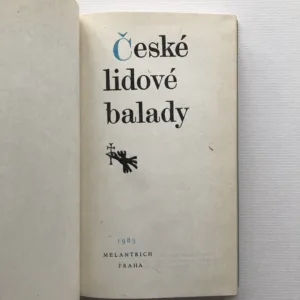 České
lidové
balady
1983
MELANTRICH
PRAHA